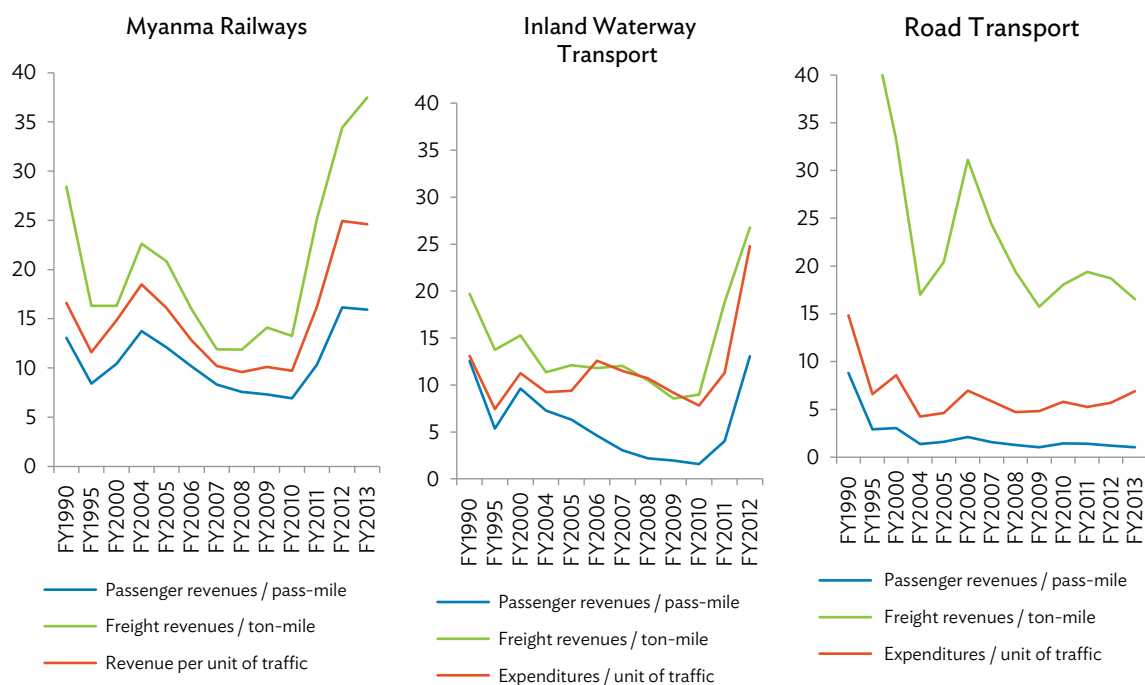 Myanma Railways
40
35
30
25
20
15
10
5
0
FY1990
FY1995
FY2000
FY2004
FY2005
FY2006
FY2007
FY2008
FY2009
FY2010
FY2011
FY2012
FY2013
Passenger revenues / pass-mile
Freight revenues / ton-mile
Revenue per unit of traffic
Inland Waterway
Transport
40
35
30
25
20
15
10
5
0
FY1990
FY1995
FY2000
FY2004
FY2005
FY2006
FY2007
FY2008
FY2009
FY2010
FY2011
FY2012
Passenger revenues / pass-mile
Freight revenues / ton-mile
Expenditures / unit of traffic
Road Transport
40
35
30
25
20
15
10
5
0
FY1990
FY1995
FY2000
FY2004
FY2005
FY2006
FY2007
FY2008
FY2009
FY2010
FY2011
FY2012
FY2013
Passenger revenues / pass-mile
Freight revenues / ton-mile
Expenditures / unit of traffic